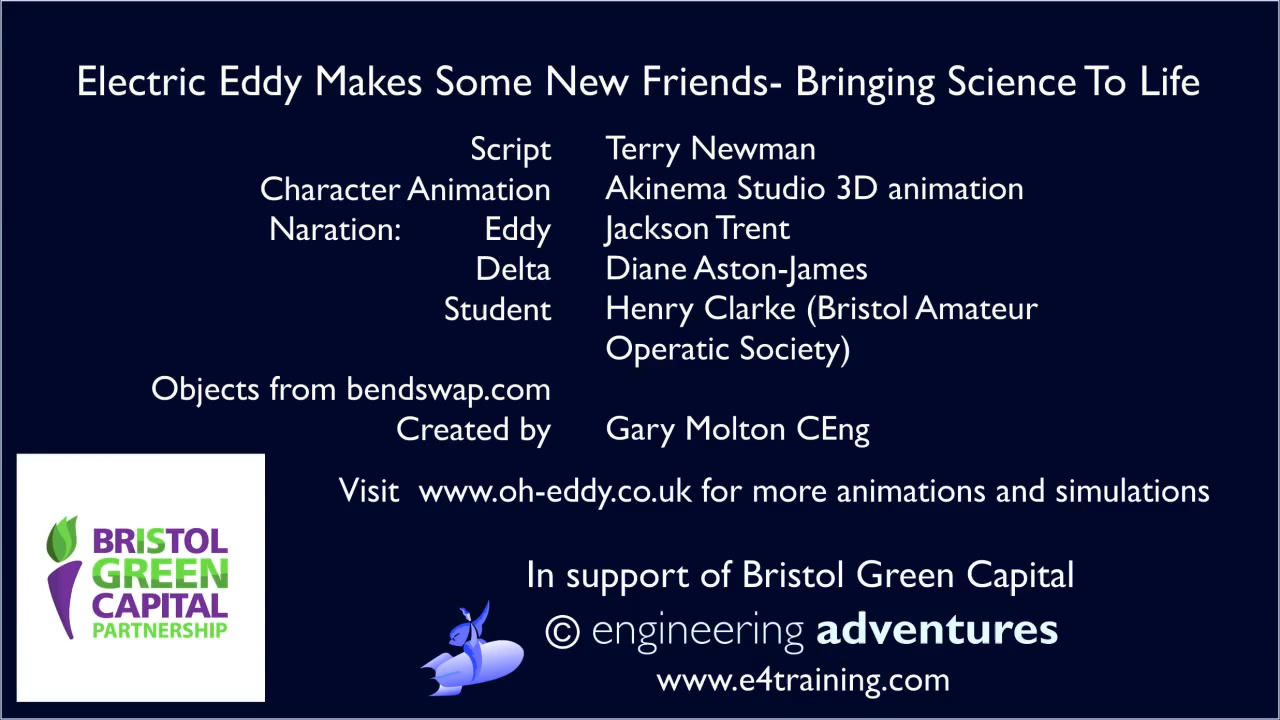 Electric Eddy Makes Some New Friends- Bringing Science To Life
Script Terry Newman
Character Animation Akinema Studio 3D animation
Naration: Eddy Jackson Trent
Delta Diane Aston-James
Student Henry Clarke (Bristol Amateur
Operatic Society)
Objects from bendswap.com
Created by Gary Molton CEng
Visit www.oh-eddy.co.uk for more animations and simulations
BRISTOL
GREEN
CAPITAL
PARTNERSHIP
In support of Bristol Green Capital
© engineering adventures
www.e4training.com